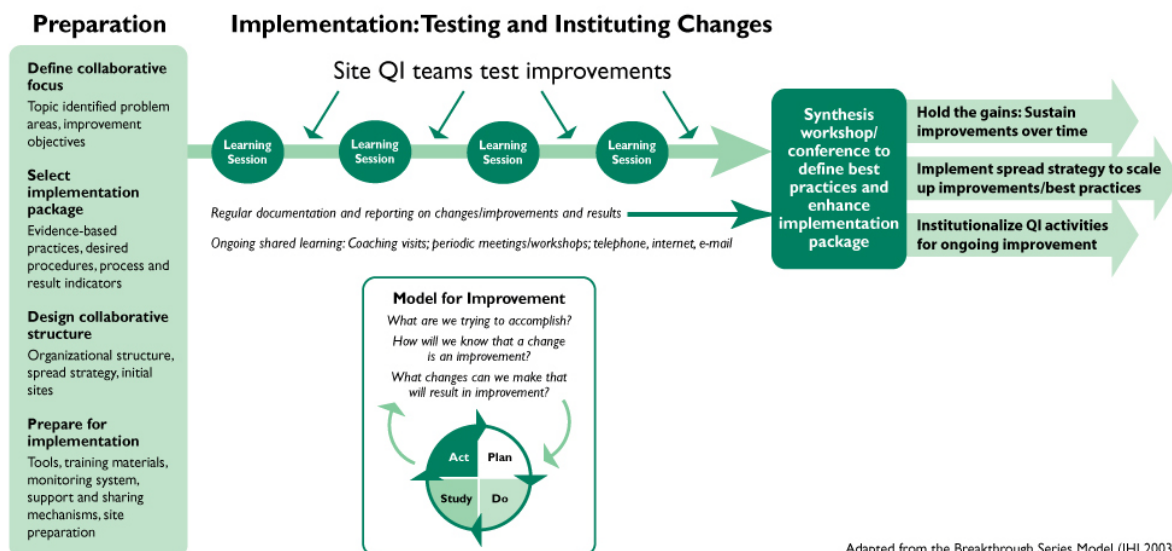 Preparation
Implementation: Testing and Instituting Changes
Define collaborative
focus
Topic identified problem
areas, improvement
objectives
Select
implementation
package
Evidence-based
practices, desired
procedures, process and
result indicators
Design collaborative
structure
Organizational structure,
spread strategy, initial
sites
Prepare for
implementation
Tools, training materials,
monitoring system,
support and sharing
mechanisms, site
preparation
Site QI teams test improvements
Learning
Session
Learning
Session
Learning
Session
Learning
Session
Regular documentation and reporting on changes/improvements and results
Ongoing shared learning: Coaching visits; periodic meetings/workshops; telephone, internet, e-mail
Synthesis
workshop/
conference to
define best
practices and
enhance
implementation
package
Hold the gains: Sustain
improvements over time
Implement spread strategy to scale
up improvements/best practices
Institutionalize QI activities
for ongoing improvement
Model for Improvement
What are we trying to accomplish?
How will we know that a change
is an improvement?
What changes can we make that
will result in improvement?
Act
Plan
Study
Do
Adapted from the Breakthrough Series Model (IHI 2003